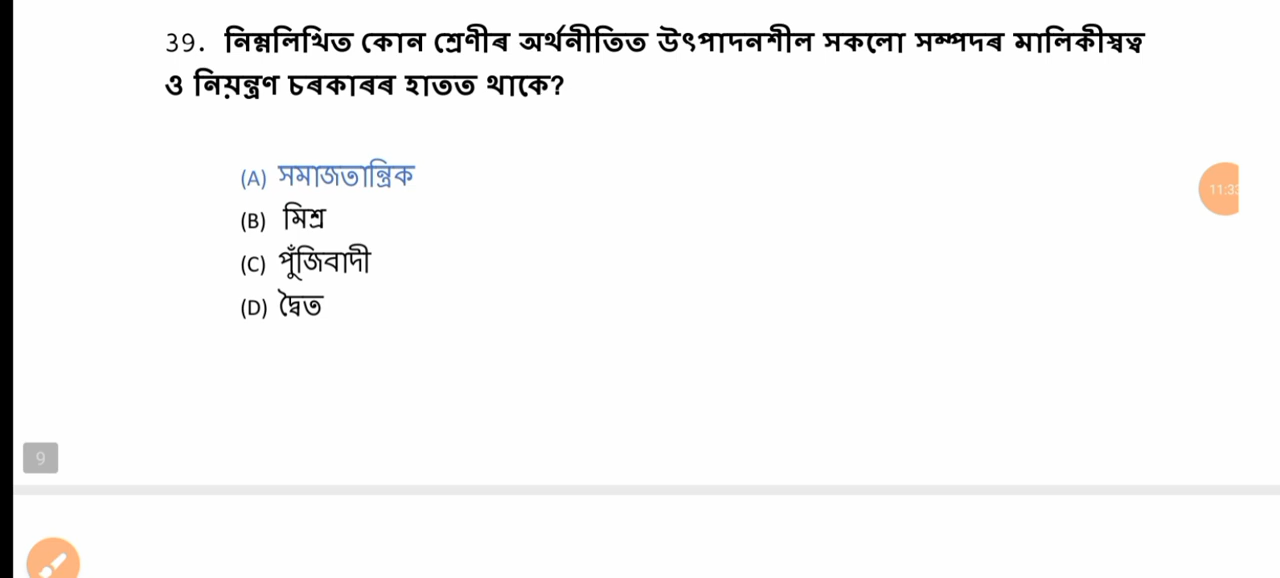 39. নিম্নলিখিত কোন শ্ৰেণীৰ অৰ্থনীতিত উৎপাদনশীল সকলো সম্পদৰ মালিকীস্বত্ব
ও নিয়ন্ত্ৰণ চৰকাৰৰ হাতত থাকে?
(A) সমাজতান্ত্ৰিক
(B) মিশ্ৰ
(C) পুঁজিবাদী
(D) দ্বৈত
9